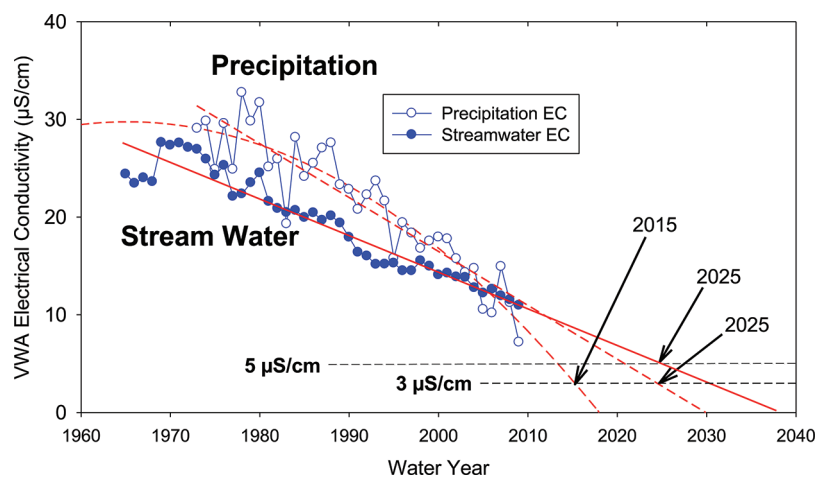 40
30
20
10
0
VWA Electrical Conductivity (µS/cm)
Precipitation
Precipitation EC
Streamwater EC
Stream Water
2015
2025
2025
5 µS/cm
3 µS/cm
1960 1970 1980 1990 2000 2010 2020 2030 2040
Water Year